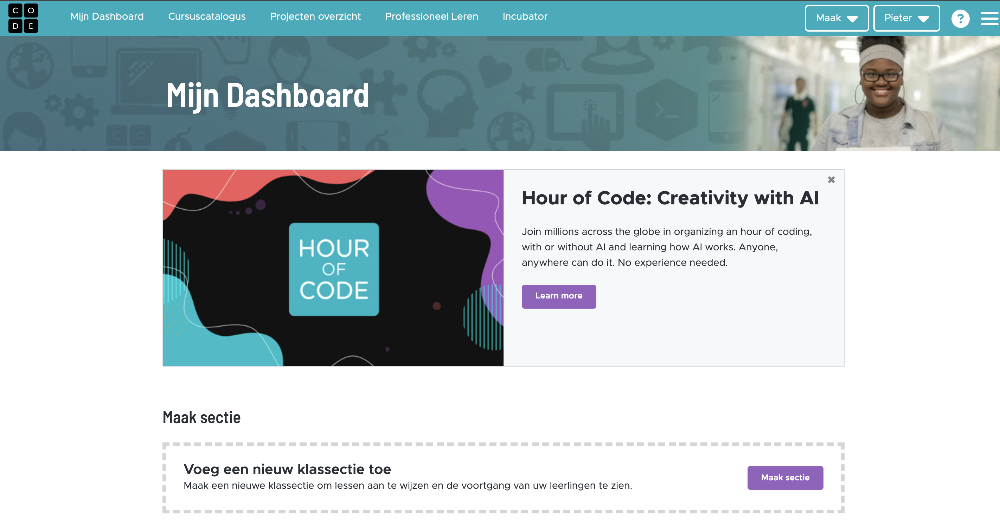 C O
D E
Mijn Dashboard
Cursuscatalogus
Projecten overzicht
Professioneel Leren
Incubator
Maak
Pieter
?
Mijn Dashboard
C O
>_
HOUR
OF
CODE
Hour of Code: Creativity with AI
Join millions across the globe in organizing an hour of coding,
with or without AI and learning how AI works. Anyone,
anywhere can do it. No experience needed.
Learn more
Maak sectie
Voeg een nieuw klassectie toe
Maak een nieuwe klassectie om lessen aan te wijzen en de voortgang van uw leerlingen te zien.
Maak sectie